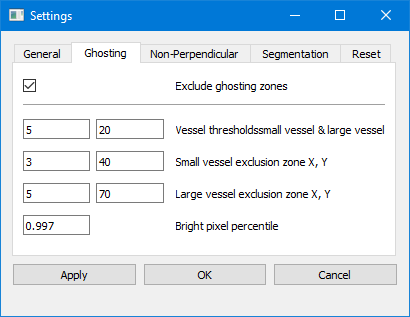 Settings
General Ghosting Non-Perpendicular Segmentation Reset
Exclude ghosting zones
5 20 Vessel thresholdssmall vessel & large vessel
3 40 Small vessel exclusion zone X, Y
5 70 Large vessel exclusion zone X, Y
0.997 Bright pixel percentile
Apply OK Cancel